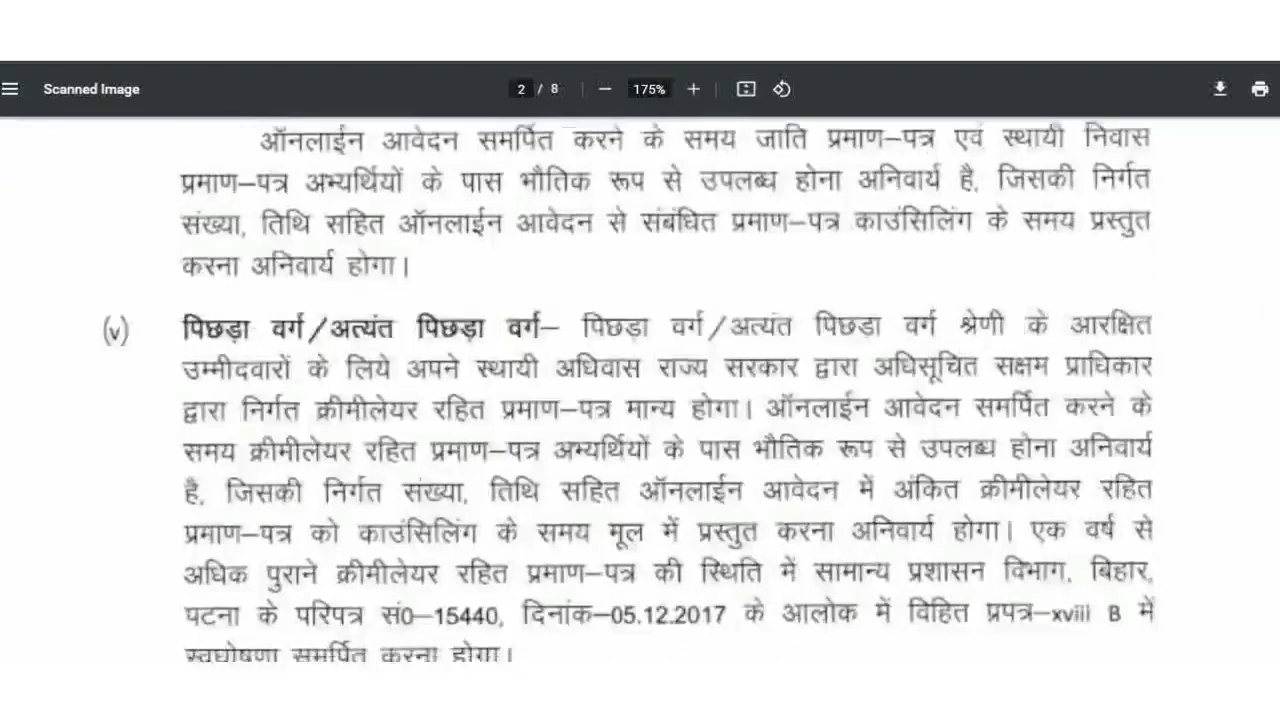 Scanned Image 2 / 8 175%
ऑनलाईन आवेदन समर्पित करने के समय जाति प्रमाण–पत्र एवं स्थायी निवास
प्रमाण–पत्र अभ्यर्थियों के पास भौतिक रूप से उपलब्ध होना अनिवार्य है, जिसकी निर्गत
संख्या, तिथि सहित ऑनलाईन आवेदन से संबंधित प्रमाण–पत्र काउंसिलिंग के समय प्रस्तुत
करना अनिवार्य होगा।
(v) पिछड़ा वर्ग/अत्यंत पिछड़ा वर्ग– पिछड़ा वर्ग/अत्यंत पिछड़ा वर्ग श्रेणी के आरक्षित
उम्मीदवारों के लिये अपने स्थायी अधिवास राज्य सरकार द्वारा अधिसूचित सक्षम प्राधिकार
द्वारा निर्गत क्रीमीलेयर रहित प्रमाण–पत्र मान्य होगा। ऑनलाईन आवेदन समर्पित करने के
समय क्रीमीलेयर रहित प्रमाण–पत्र अभ्यर्थियों के पास भौतिक रूप से उपलब्ध होना अनिवार्य
है, जिसकी निर्गत संख्या, तिथि सहित ऑनलाईन आवेदन में अंकित क्रीमीलेयर रहित
प्रमाण–पत्र को काउंसिलिंग के समय मूल में प्रस्तुत करना अनिवार्य होगा। एक वर्ष से
अधिक पुराने क्रीमीलेयर रहित प्रमाण–पत्र की स्थिति में सामान्य प्रशासन विभाग, बिहार,
पटना के परिपत्र सं0–15440, दिनांक–05.12.2017 के आलोक में विहित प्रपत्र–xviii B में
स्वघोषणा समर्पित करना होगा।